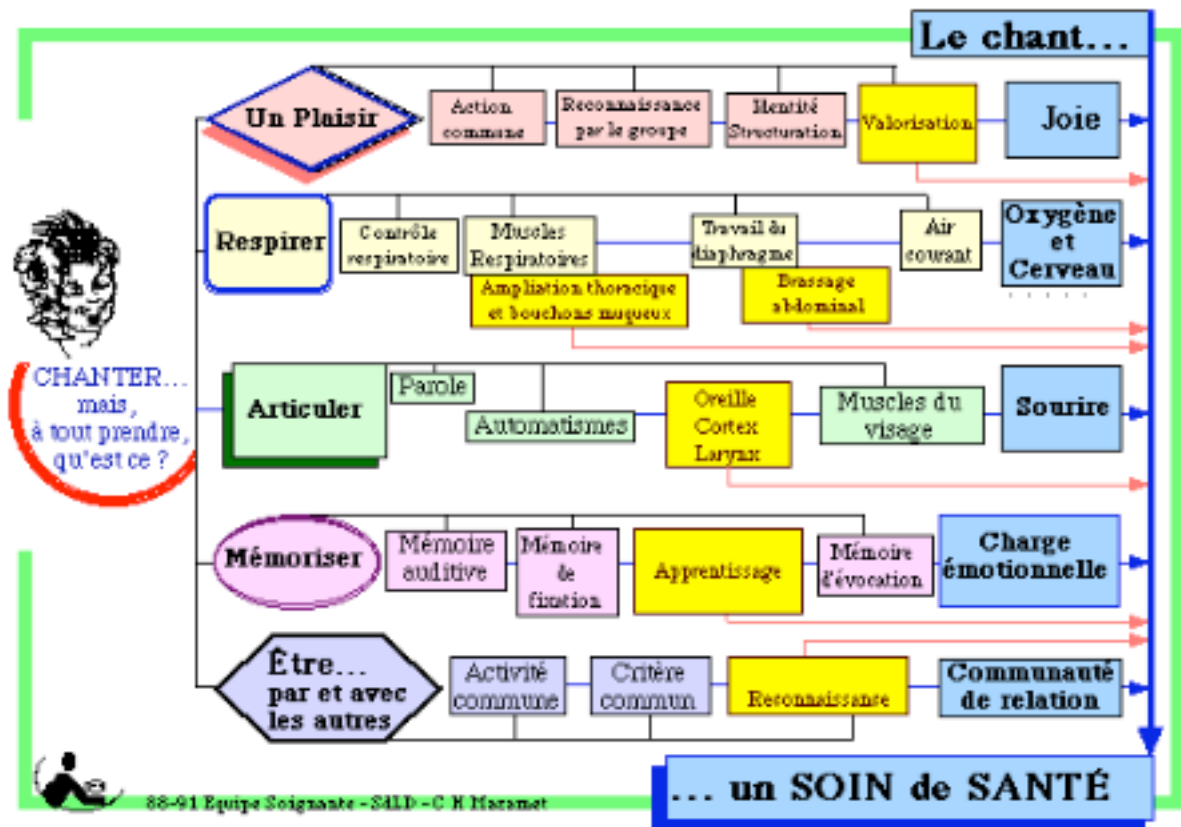 Le chant...
Un Plaisir
Action
commune
Reconnaissance
par le groupe
Identité
Structuration
Valorisation
Joie
Respirer
Contrôle
respiratoire
Muscles
Respiratoires
Travail du
diaphragme
Air
courant
Oxygène
et
Cerveau
Ampliation thoracique
et bouchons muqueux
Brassage
abdominal
CHANTER...
mais,
à tout prendre,
qu'est ce ?
Articuler
Parole
Automatismes
Oreille
Cortex
Larynx
Muscles du
visage
Sourire
Mémoriser
Mémoire
auditive
Mémoire
de
fixation
Apprentissage
Mémoire
d'évocation
Charge
émotionnelle
Être...
par et avec
les autres
Activité
commune
Critère
commun
Reconnaissance
Communauté
de relation
88-91 Equipe Soignante - S4LD - C H Maramet
... un SOIN de SANTÉ